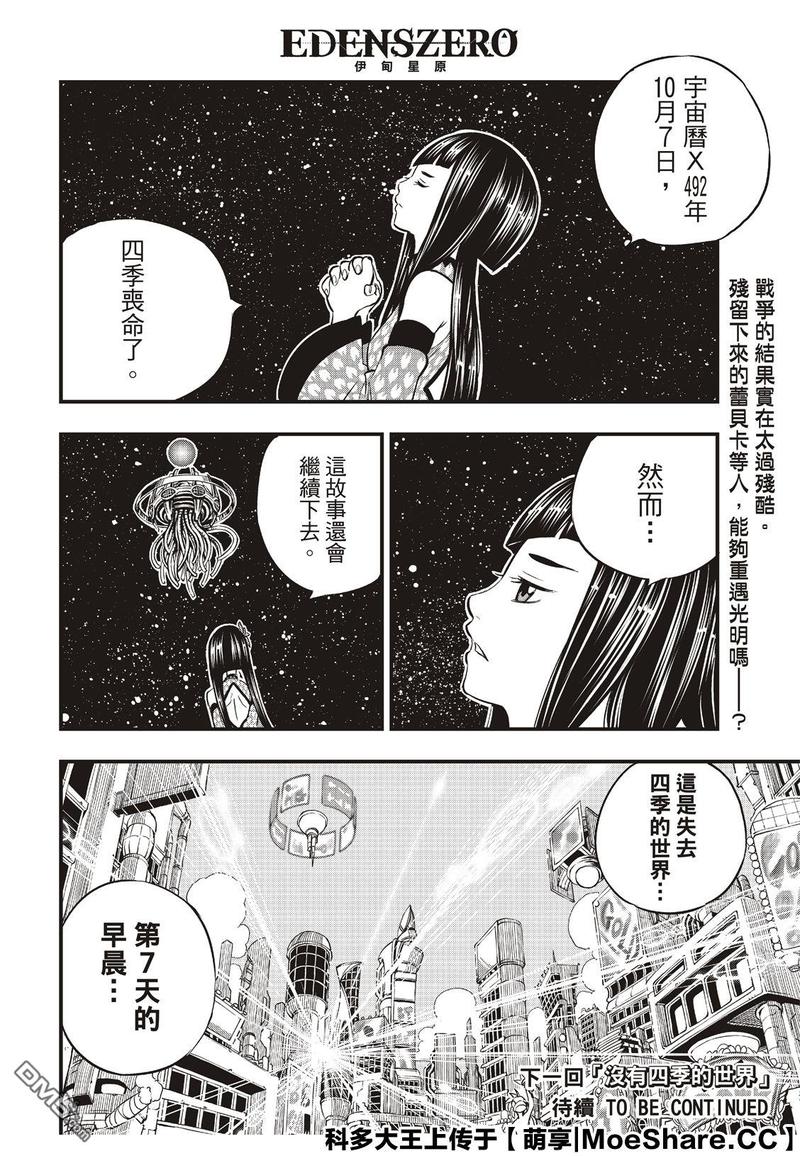 EDENSZERO
伊甸星原
宇宙曆X492年
10月7日，
四季喪命了。
戰爭的結果實在太過殘酷。
殘留下來的蕾貝卡等人，能夠重遇光明嗎——？
然而…
這故事還會
繼續下去。
這是失去
四季的世界…
GO!
第7天的
早晨…
下一回「沒有四季的世界」
待續 TO BE CONTINUED
DM5.com
科多大王上传于【萌享|MoeShare.CC】